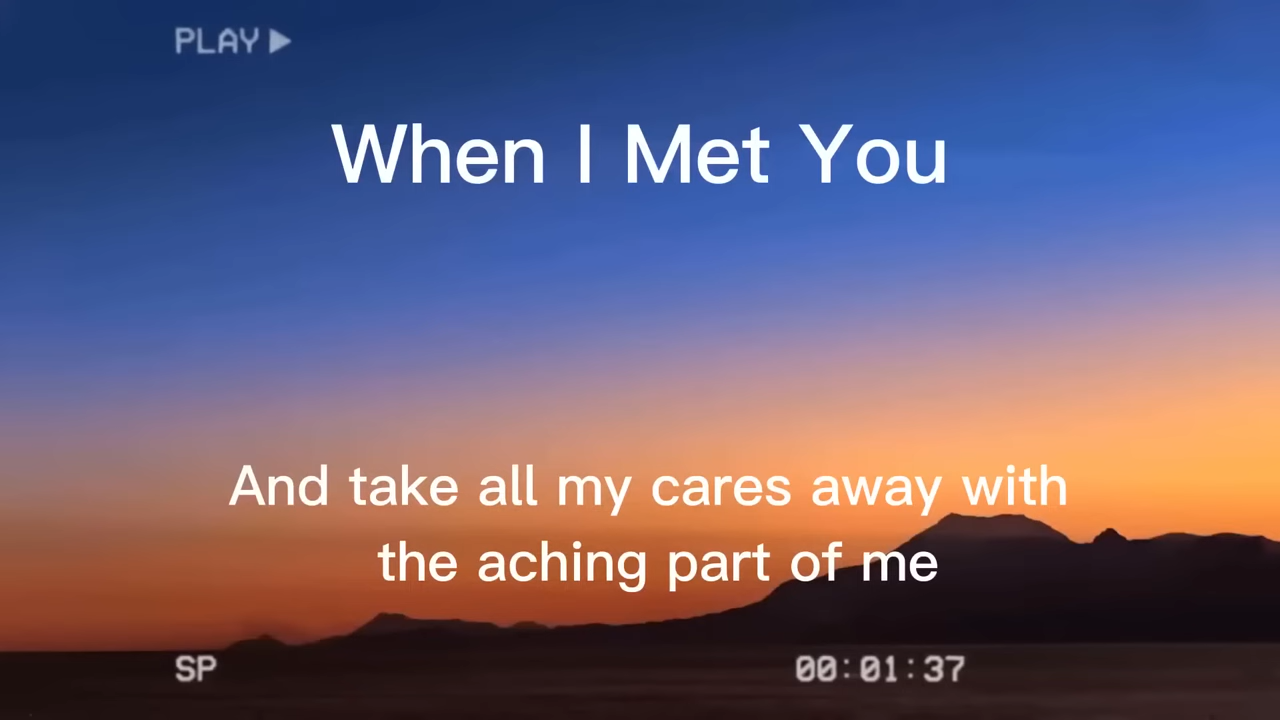 PLAY ▶
When I Met You
And take all my cares away with
the aching part of me
SP
00:01:37